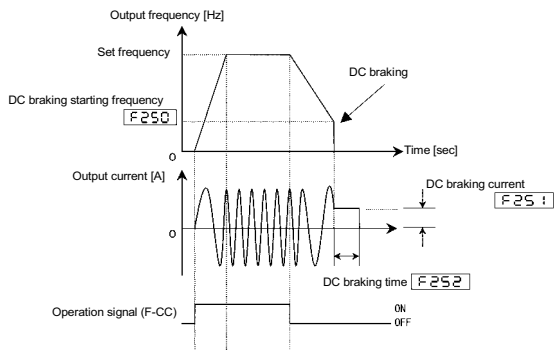 Output frequency [Hz]
Set frequency
DC braking
DC braking starting frequency
F250
0
Time [sec]
Output current [A]
DC braking current
F251
0
DC braking time F252
Operation signal (F-CC)
ON
OFF